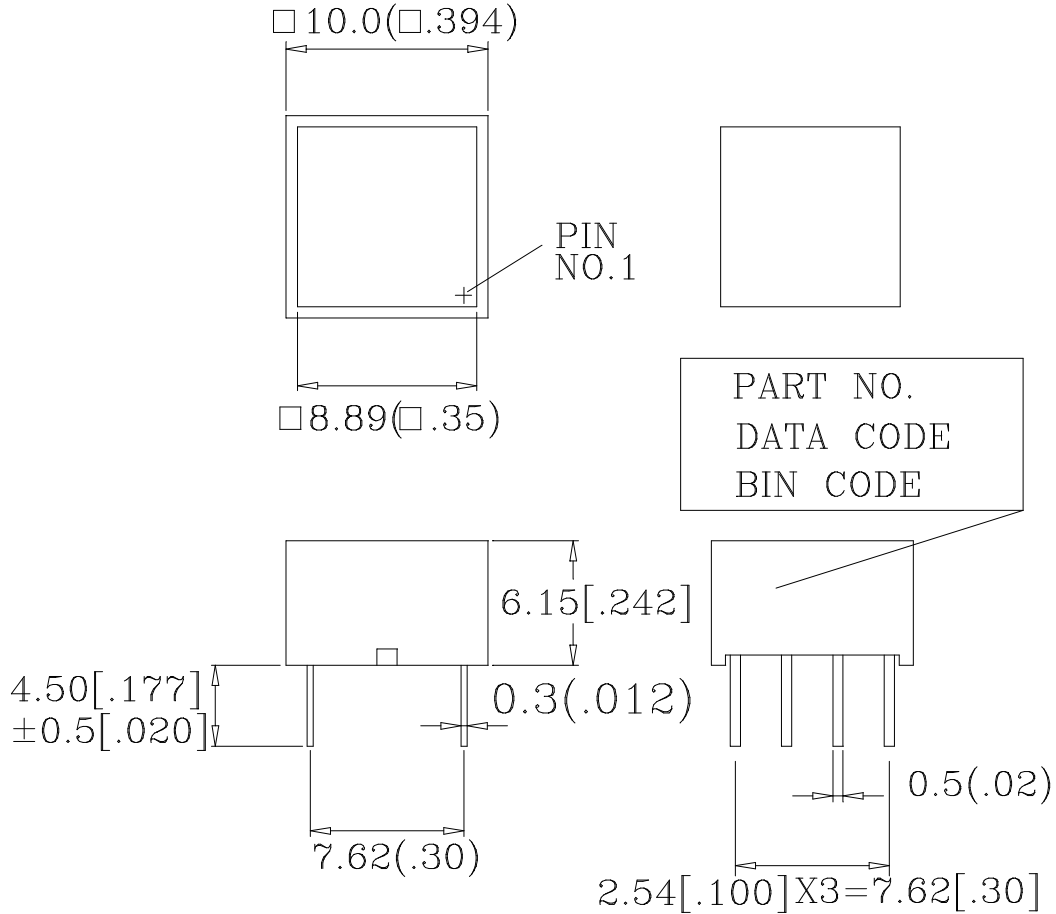 □10.0(□.394)
PIN
NO.1
□8.89(□.35)
PART NO.
DATA CODE
BIN CODE
6.15[.242]
4.50[.177]
±0.5[.020]
0.3(.012)
0.5(.02)
7.62(.30)
2.54[.100]X3=7.62[.30]